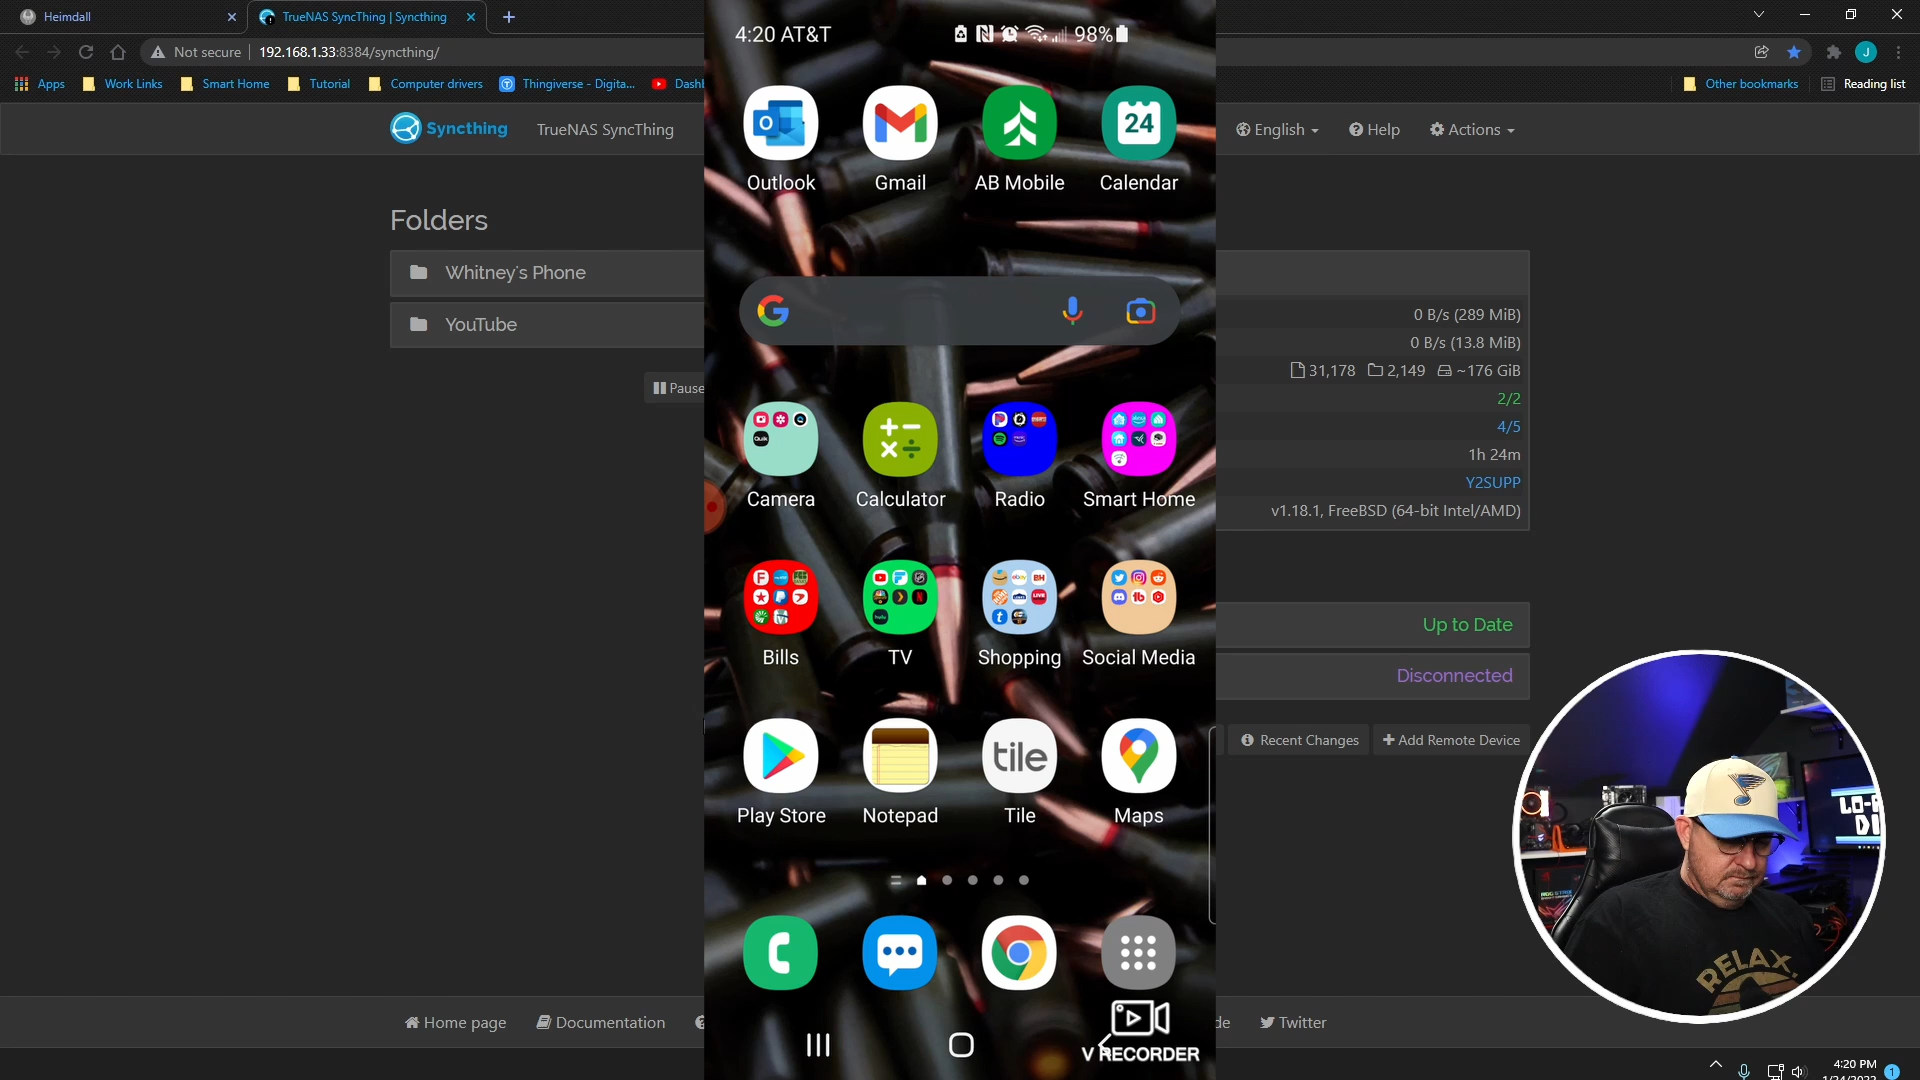 Heimdall
TrueNAS SyncThing | Syncthing
Not secure
192.168.1.33:8384/syncthing/
Apps
Work Links
Smart Home
Tutorial
Computer drivers
Thingiverse - Digita...
Dash
Other bookmarks
Reading list
Syncthing
TrueNAS SyncThing
English
Help
Actions
Folders
Whitney's Phone
YouTube
Pause
0 B/s (289 MiB)
0 B/s (13.8 MiB)
31,178 2,149 ~176 GiB
2/2
4/5
1h 24m
Y2SUPP
v1.18.1, FreeBSD (64-bit Intel/AMD)
Up to Date
Disconnected
Recent Changes
Add Remote Device
Home page
Documentation
de
Twitter
4:20 AT&T
98%
Outlook
Gmail
AB Mobile
24
Calendar
Camera
Quik
Calculator
Radio
Smart Home
Bills
TV
Shopping
Social Media
Play Store
Notepad
tile
Tile
Maps
V RECORDER
RELAX.
4:20 PM
1